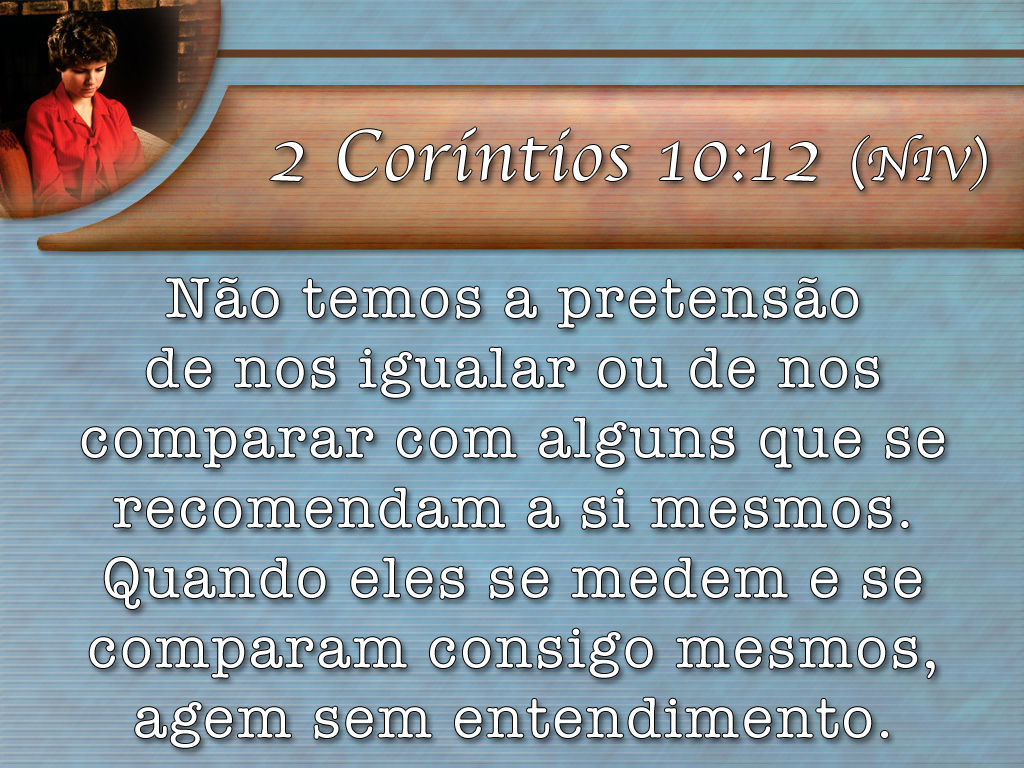 2 Coríntios 10:12 (NIV)
Não temos a pretensão
de nos igualar ou de nos
comparar com alguns que se
recomendam a si mesmos.
Quando eles se medem e se
comparam consigo mesmos,
agem sem entendimento.